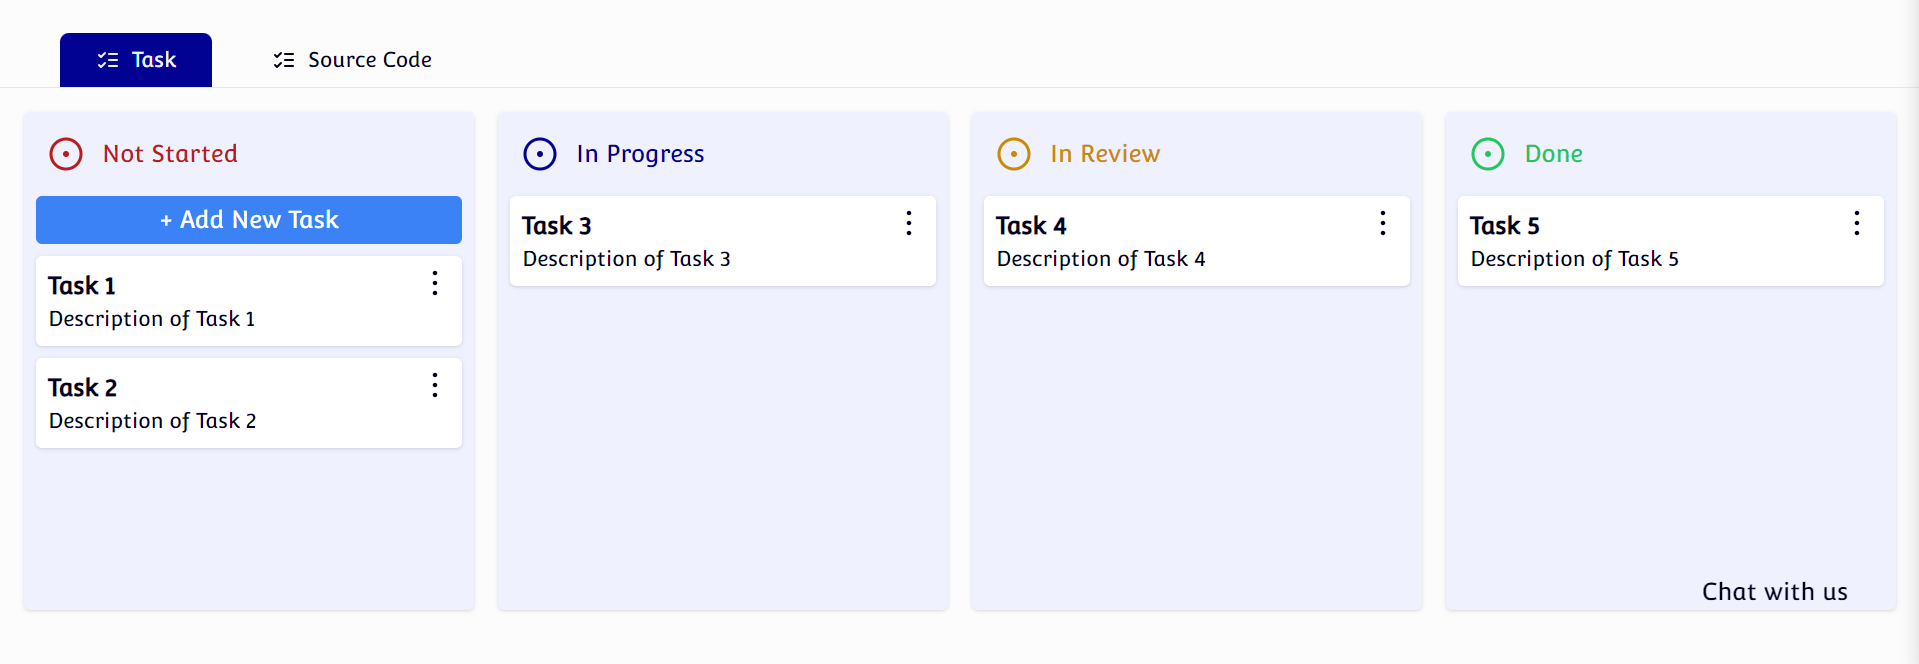 Task
Source Code
Not Started
+ Add New Task
Task 1
Description of Task 1
Task 2
Description of Task 2
In Progress
Task 3
Description of Task 3
In Review
Task 4
Description of Task 4
Done
Task 5
Description of Task 5
Chat with us